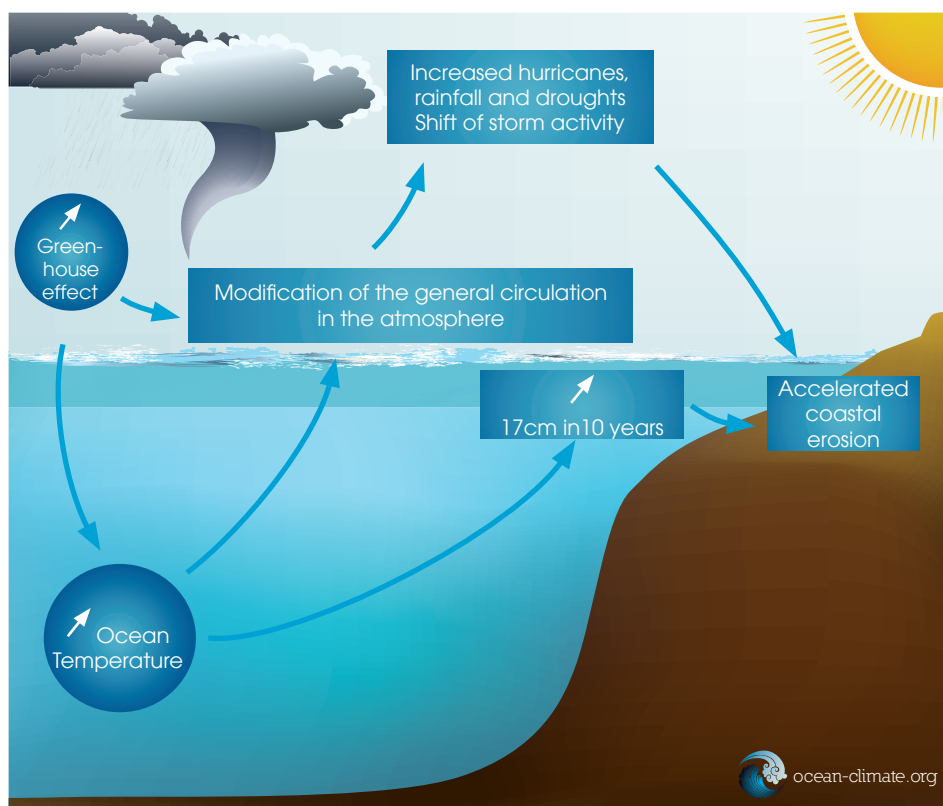 Increased hurricanes,
rainfall and droughts
Shift of storm activity
Green-
house
effect
Modification of the general circulation
in the atmosphere
17cm in10 years
Accelerated
coastal
erosion
Ocean
Temperature
ocean-climate.org